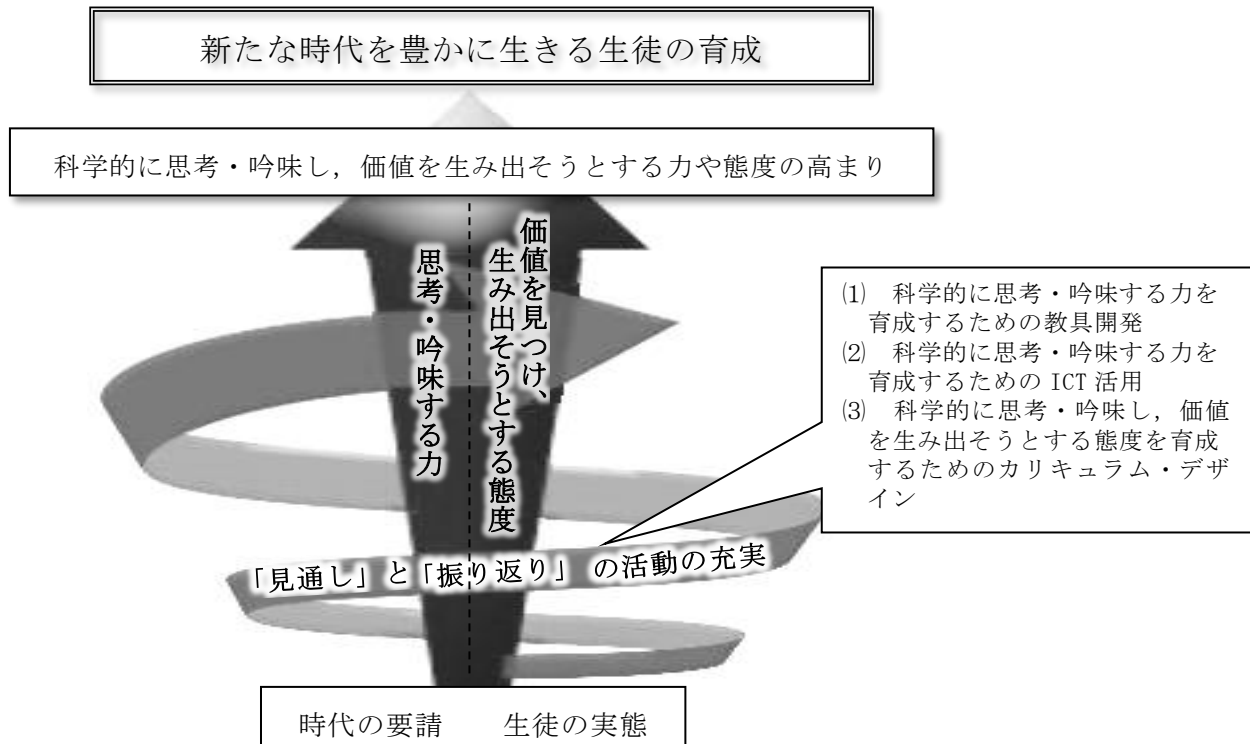 新たな時代を豊かに生きる生徒の育成
科学的に思考・吟味し，価値を生み出そうとする力や態度の高まり
思考・吟味する力
価値を見つけ、
生み出そうとする態度
⑴　科学的に思考・吟味する力を
育成するための教具開発
⑵　科学的に思考・吟味する力を
育成するための ICT 活用
⑶　科学的に思考・吟味し，価値
を生み出そうとする態度を育成
するためのカリキュラム・デザ
イン
「見通し」と「振り返り」の活動の充実
時代の要請　　生徒の実態